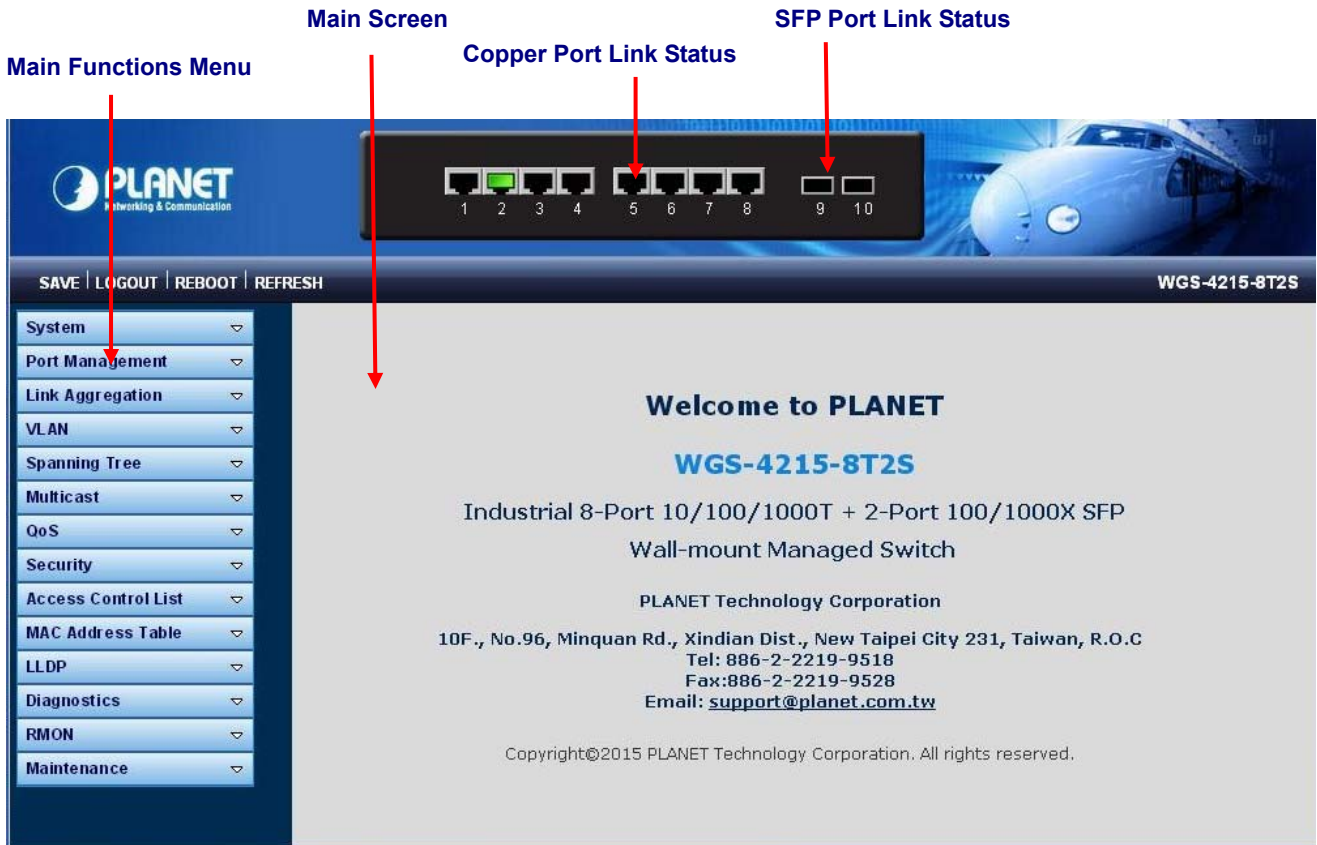 Main Screen
SFP Port Link Status
Copper Port Link Status
Main Functions Menu
PLANET
Networking & Communication
1 2 3 4 5 6 7 8 9 10
SAVE | LOGOUT | REBOOT | REFRESH
WGS-4215-8T2S
System
Port Management
Link Aggregation
VLAN
Spanning Tree
Multicast
QoS
Security
Access Control List
MAC Address Table
LLDP
Diagnostics
RMON
Maintenance
Welcome to PLANET
WGS-4215-8T2S
Industrial 8-Port 10/100/1000T + 2-Port 100/1000X SFP
Wall-mount Managed Switch
PLANET Technology Corporation
10F., No.96, Minquan Rd., Xindian Dist., New Taipei City 231, Taiwan, R.O.C
Tel: 886-2-2219-9518
Fax:886-2-2219-9528
Email: support@planet.com.tw
Copyright©2015 PLANET Technology Corporation. All rights reserved.